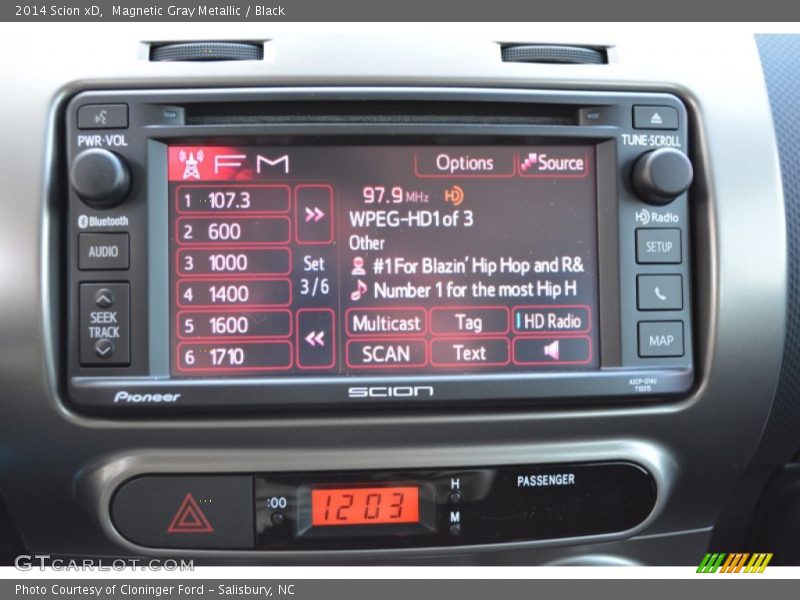 2014 Scion xD, Magnetic Gray Metallic / Black
PWR·VOL
TUNE·SCROLL
FM
Options
Source
1 107.3
2 600
3 1000
4 1400
5 1600
6 1710
>>
Set
3/6
<<
97.9 MHz HD
WPEG-HD1 of 3
Other
#1 For Blazin' Hip Hop and R&
Number 1 for the most Hip H
Multicast
Tag
HD Radio
SCAN
Text
Bluetooth
AUDIO
SEEK
TRACK
HD Radio
SETUP
MAP
Pioneer
SCION
:00
12 03
H
M
PASSENGER
GTCARLOT.COM
Photo Courtesy of Cloninger Ford - Salisbury, NC